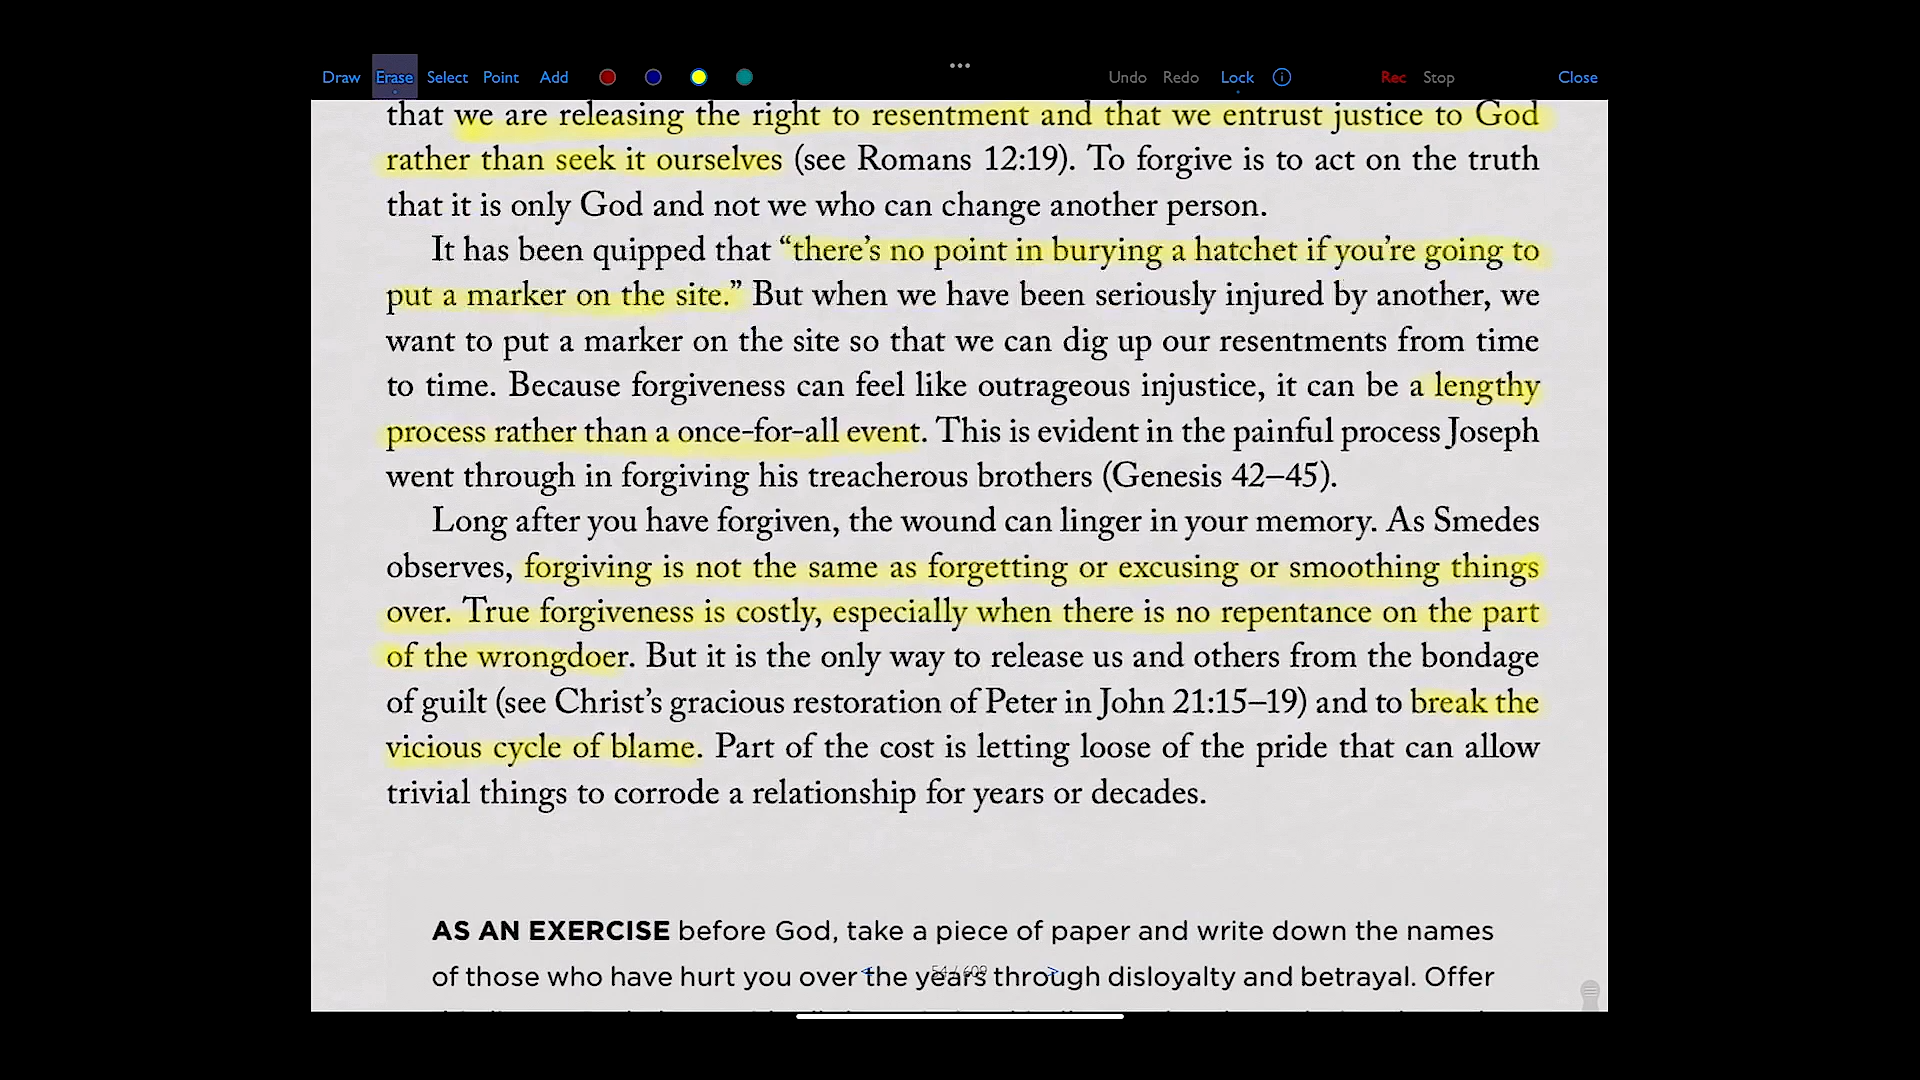 Draw Erase Select Point Add ••• Undo Redo Lock Rec Stop Close
that we are releasing the right to resentment and that we entrust justice to God
rather than seek it ourselves (see Romans 12:19). To forgive is to act on the truth
that it is only God and not we who can change another person.
It has been quipped that “there’s no point in burying a hatchet if you’re going to
put a marker on the site.” But when we have been seriously injured by another, we
want to put a marker on the site so that we can dig up our resentments from time
to time. Because forgiveness can feel like outrageous injustice, it can be a lengthy
process rather than a once-for-all event. This is evident in the painful process Joseph
went through in forgiving his treacherous brothers (Genesis 42–45).
Long after you have forgiven, the wound can linger in your memory. As Smedes
observes, forgiving is not the same as forgetting or excusing or smoothing things
over. True forgiveness is costly, especially when there is no repentance on the part
of the wrongdoer. But it is the only way to release us and others from the bondage
of guilt (see Christ’s gracious restoration of Peter in John 21:15–19) and to break the
vicious cycle of blame. Part of the cost is letting loose of the pride that can allow
trivial things to corrode a relationship for years or decades.
AS AN EXERCISE before God, take a piece of paper and write down the names
of those who have hurt you over the years through disloyalty and betrayal. Offer
< 54 / 609 >